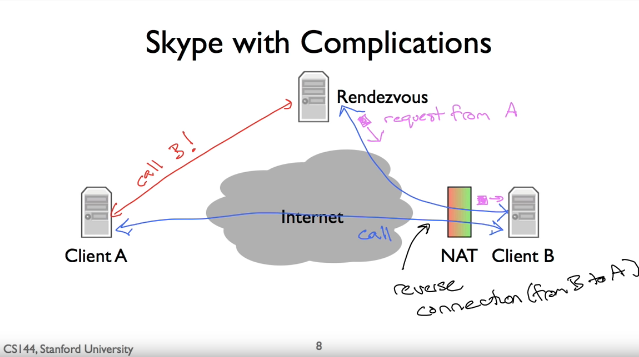 Skype with Complications
Rendezvous
request from A
call B!
Internet
call
Client A
NAT
Client B
reverse
connection (from B to A)
CS144, Stanford University
8